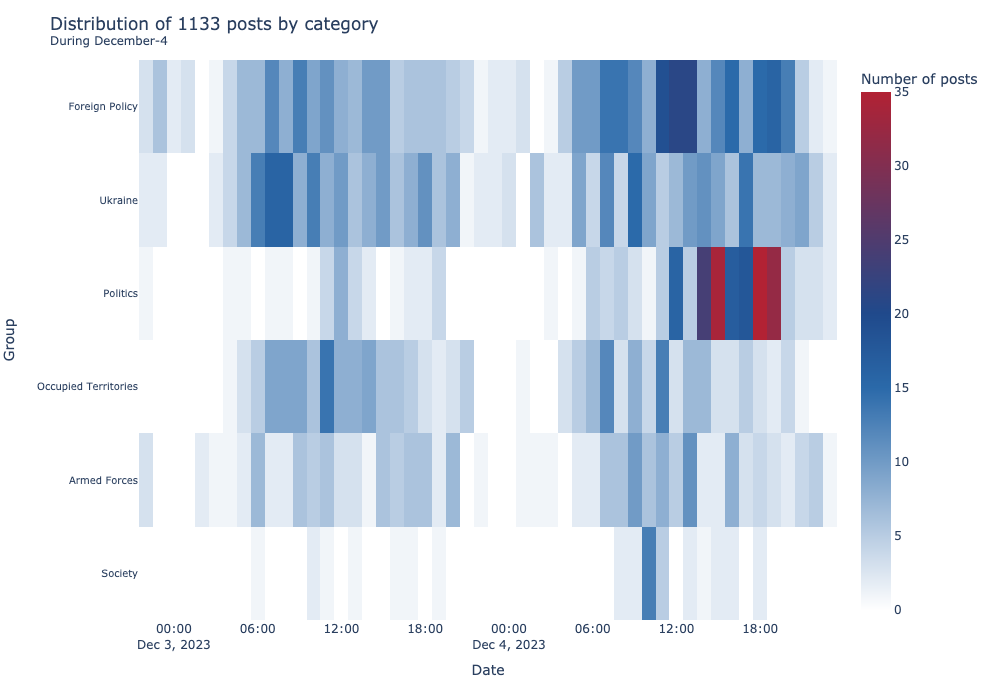 Distribution of 1133 posts by category
During December-4
Number of posts
35
30
25
20
15
10
5
0
Group
Foreign Policy
Ukraine
Politics
Occupied Territories
Armed Forces
Society
00:00 06:00 12:00 18:00 00:00 06:00 12:00 18:00
Dec 3, 2023 Dec 4, 2023
Date